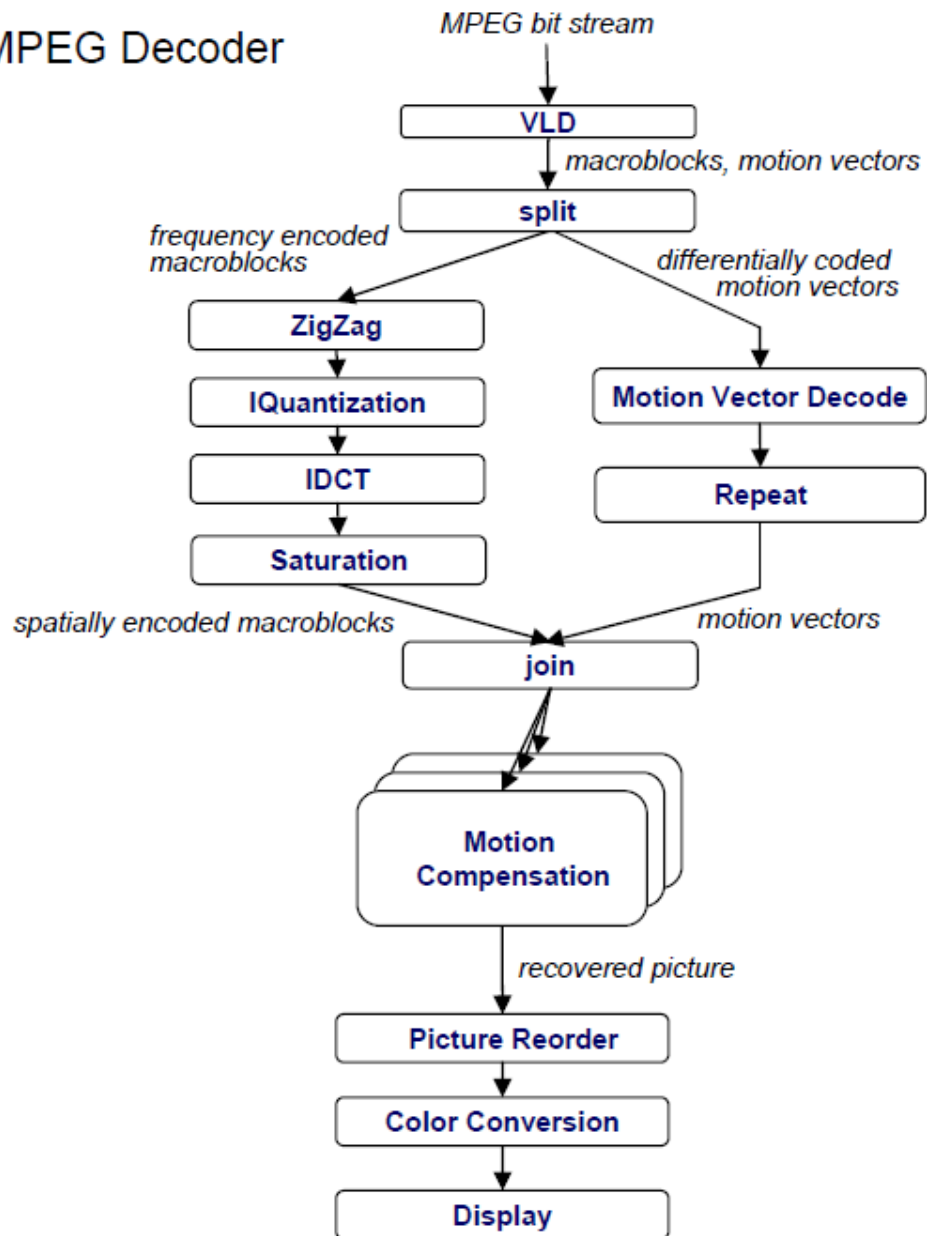 MPEG Decoder
MPEG bit stream
VLD
macroblocks, motion vectors
split
frequency encoded
macroblocks
differentially coded
motion vectors
ZigZag
IQuantization
IDCT
Saturation
Motion Vector Decode
Repeat
spatially encoded macroblocks
motion vectors
join
Motion
Compensation
recovered picture
Picture Reorder
Color Conversion
Display